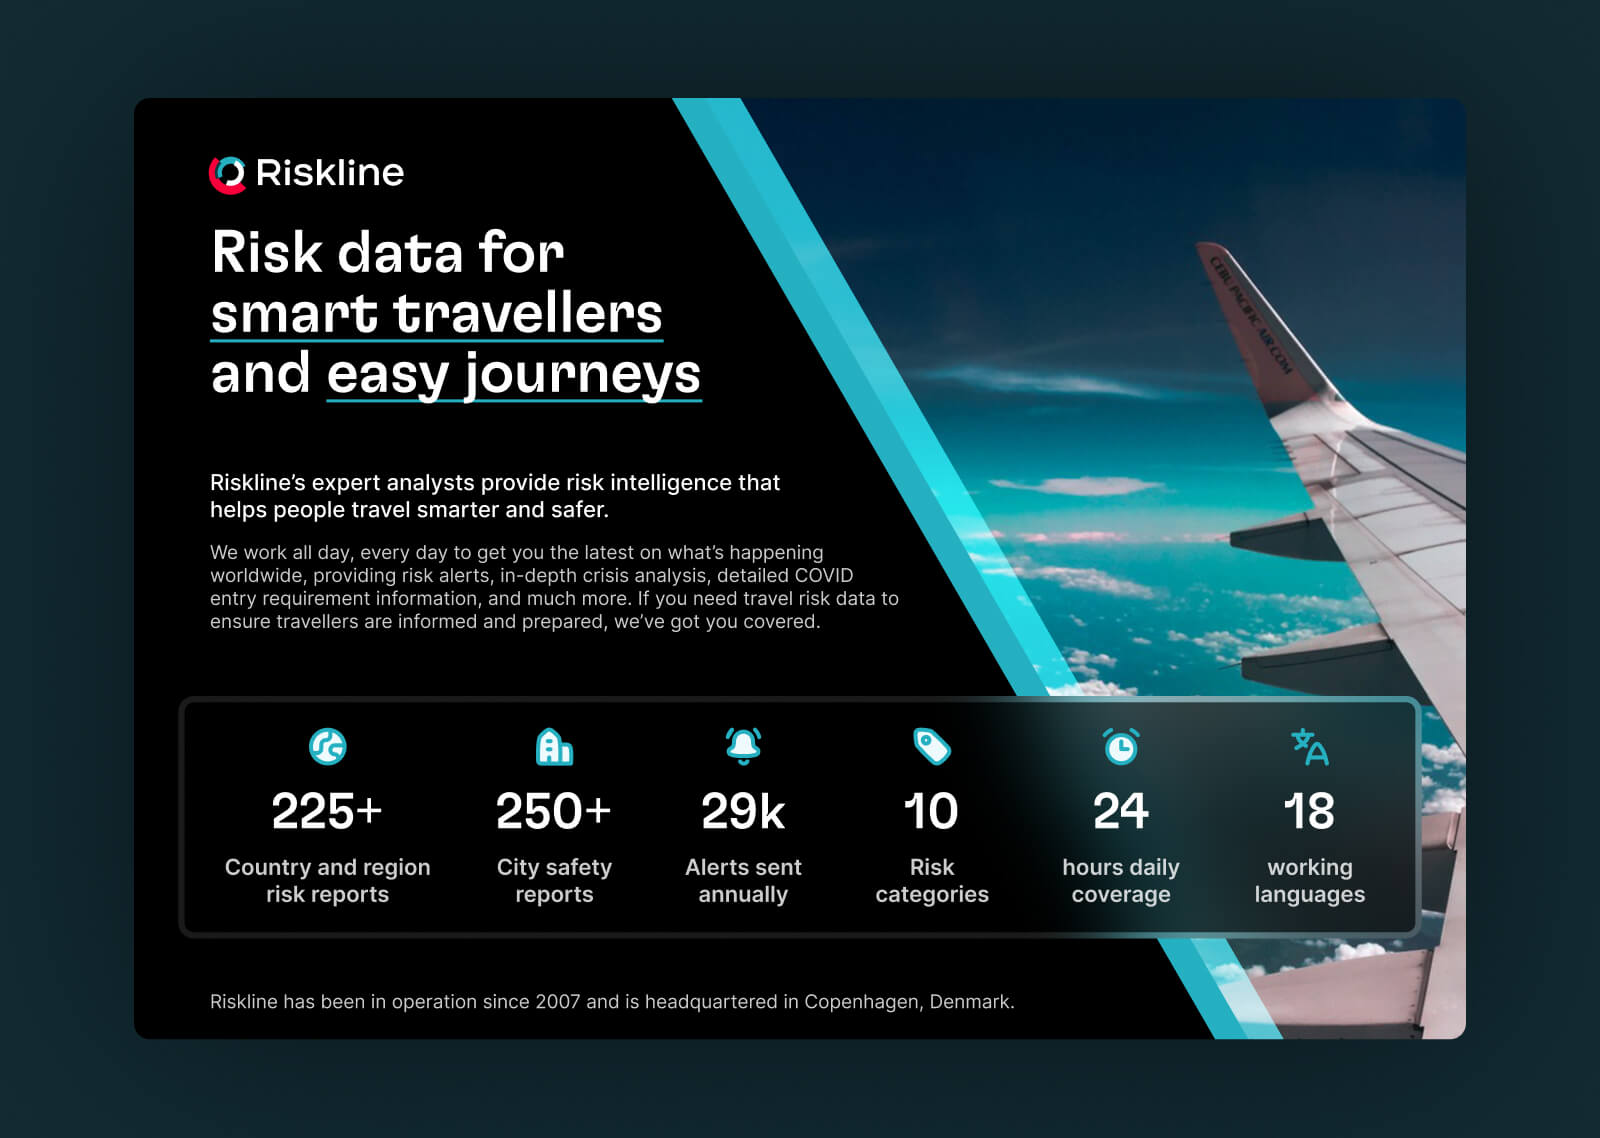 Riskline
Risk data for
smart travellers
and easy journeys
Riskline’s expert analysts provide risk intelligence that
helps people travel smarter and safer.
We work all day, every day to get you the latest on what’s happening
worldwide, providing risk alerts, in-depth crisis analysis, detailed COVID
entry requirement information, and much more. If you need travel risk data to
ensure travellers are informed and prepared, we’ve got you covered.
CEBU PACIFIC AIR.COM
225+
Country and region
risk reports
250+
City safety
reports
29k
Alerts sent
annually
10
Risk
categories
24
hours daily
coverage
18
working
languages
Riskline has been in operation since 2007 and is headquartered in Copenhagen, Denmark.